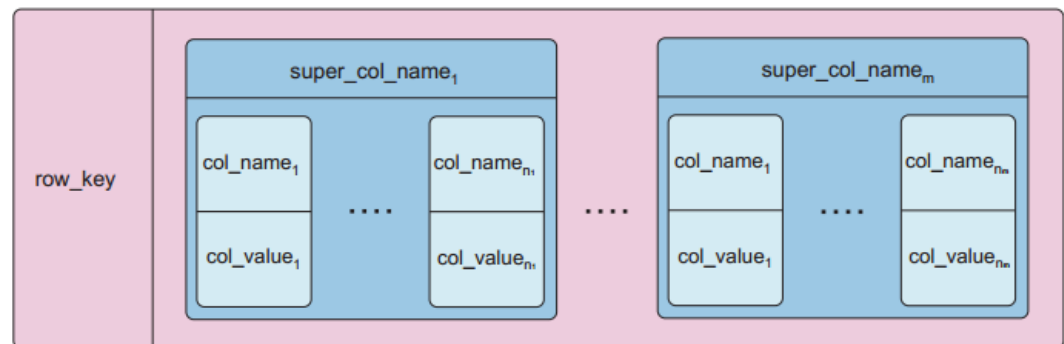 super_col_name₁
super_col_nameₘ
row_key
col_name₁
col_nameₙ₁
col_name₁
col_nameₙₘ
....
....
....
col_value₁
col_valueₙ₁
col_value₁
col_valueₙₘ